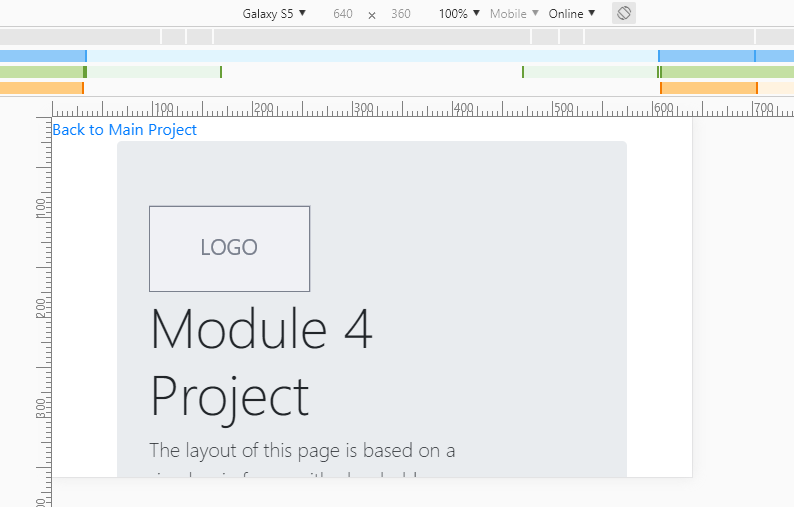 Galaxy S5 ▼ 640 × 360 100% ▼ Mobile ▼ Online ▼
100 200 300 400 500 600 700
Back to Main Project
100
200
300
LOGO
Module 4
Project
The layout of this page is based on a